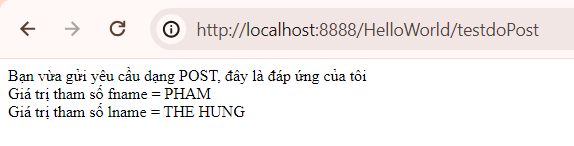 http://localhost:8888/HelloWorld/testdoPost
Bạn vừa gửi yêu cầu dạng POST, đây là đáp ứng của tôi
Giá trị tham số fname = PHAM
Giá trị tham số lname = THE HUNG